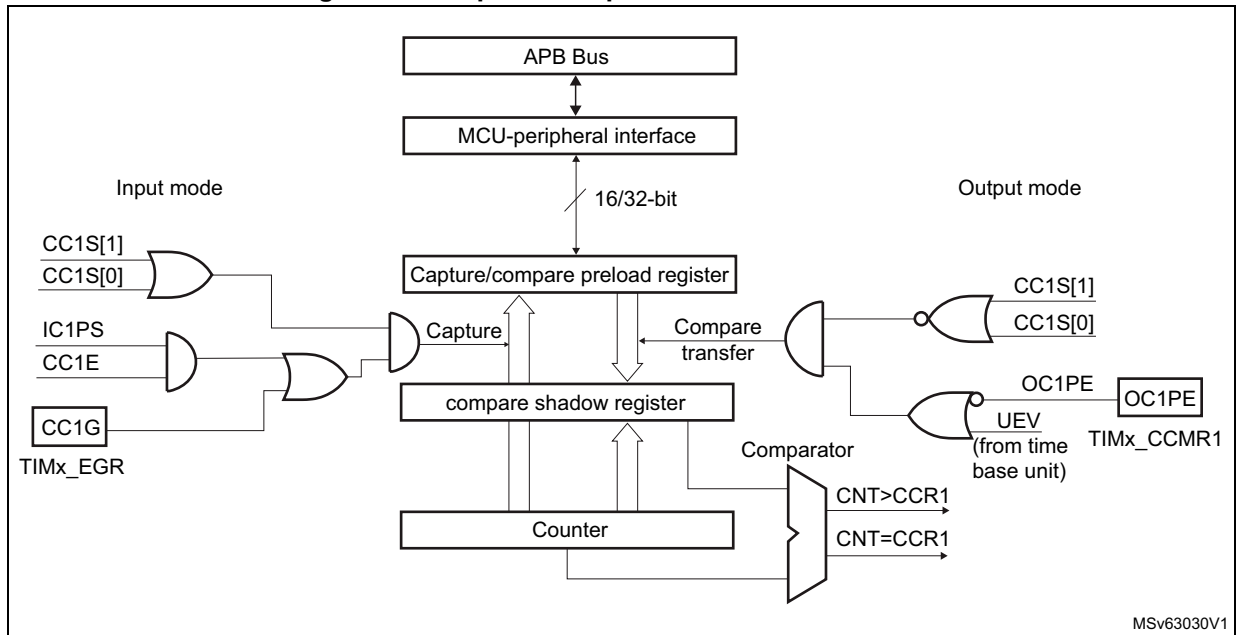 APB Bus
MCU-peripheral interface
16/32-bit
Input mode
Output mode
CC1S[1]
CC1S[0]
IC1PS
CC1E
CC1G
TIMx_EGR
Capture/compare preload register
Capture
Compare
transfer
compare shadow register
Counter
Comparator
CNT>CCR1
CNT=CCR1
CC1S[1]
CC1S[0]
OC1PE
OC1PE
UEV
(from time
base unit)
TIMx_CCMR1
MSv63030V1